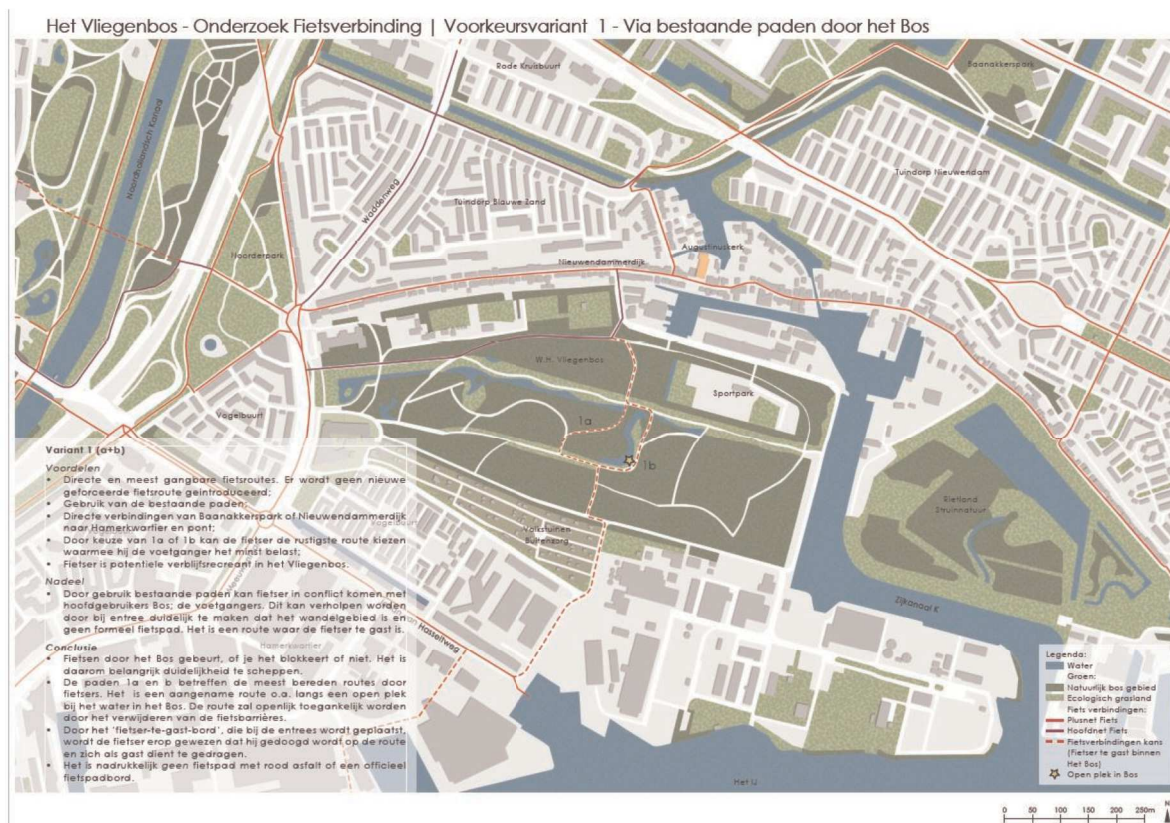 Het Vliegenbos - Onderzoek Fietsverbinding | Voorkeursvariant 1 - Via bestaande paden door het Bos
Rode Kruisbuurt
Baanakkerspark
Noordhollandsch Kanaal
Waddenweg
Tuindorp Blauwe Zand
Tuindorp Nieuwendam
Augustinuskerk
Noorderpark
Nieuwendammerdijk
W.H. Vliegenbos
Sportpark
Vogelbuurt
1a
1b
Rietland
Struinnatuur
Volkstuinen
Buitenzorg
Vogelbuurt
Zijkanaal K
Hasseltweg
Hamerkwartier
Het IJ
Variant 1 (a+b)
Voordelen
• Directe en meest gangbare fietsroutes. Er wordt geen nieuwe
geforceerde fietsroute geintroduceerd;
• Gebruik van de bestaande paden;
• Directe verbindingen van Baanakkerspark of Nieuwendammerdijk
naar Hamerkwartier en pont;
• Door keuze van 1a of 1b kan de fietser de rustigste route kiezen
waarmee hij de voetganger het minst belast;
• Fietser is potentiele verblijfsrecreant in het Vliegenbos.
Nadeel
• Door gebruik bestaande paden kan fietser in conflict komen met
hoofdgebruikers Bos; de voetgangers. Dit kan verholpen worden
door bij entree duidelijk te maken dat het wandelgebied is en
geen formeel fietspad. Het is een route waar de fietser te gast is.
Conclusie
• Fietsen door het Bos gebeurt, of je het blokkeert of niet. Het is
daarom belangrijk duidelijkheid te scheppen.
• De paden 1a en b betreffen de meest bereden routes door
fietsers. Het is een aangename route o.a. langs een open plek
bij het water in het Bos. De route zal openlijk toegankelijk worden
door het verwijderen van de fietsbarrières.
• Door het 'fietser-te-gast-bord', die bij de entrees wordt geplaatst,
wordt de fietser erop gewezen dat hij gedoogd wordt op de route
en zich als gast dient te gedragen.
• Het is nadrukkelijk geen fietspad met rood asfalt of een officieel
fietspadbord.
Legenda:
Water
Groen:
Natuurlijk bos gebied
Ecologisch grasland
Fiets verbindingen:
Plusnet Fiets
Hoofdnet Fiets
Fietsverbindingen kans
(Fietser te gast binnen
Het Bos)
Open plek in Bos
0 50 100 150 200 250m
N